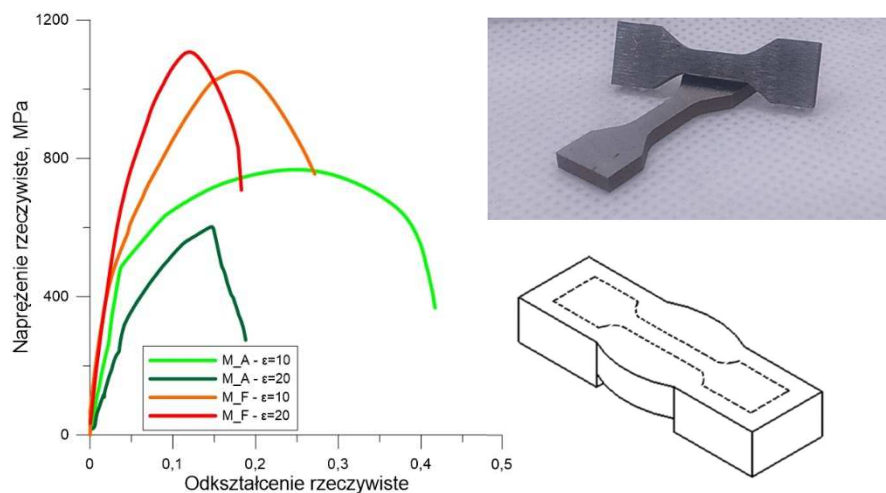 1200
800
400
0
Naprężenie rzeczywiste, MPa
M_A - ε=10
M_A - ε=20
M_F - ε=10
M_F - ε=20
0 0,1 0,2 0,3 0,4 0,5
Odkształcenie rzeczywiste